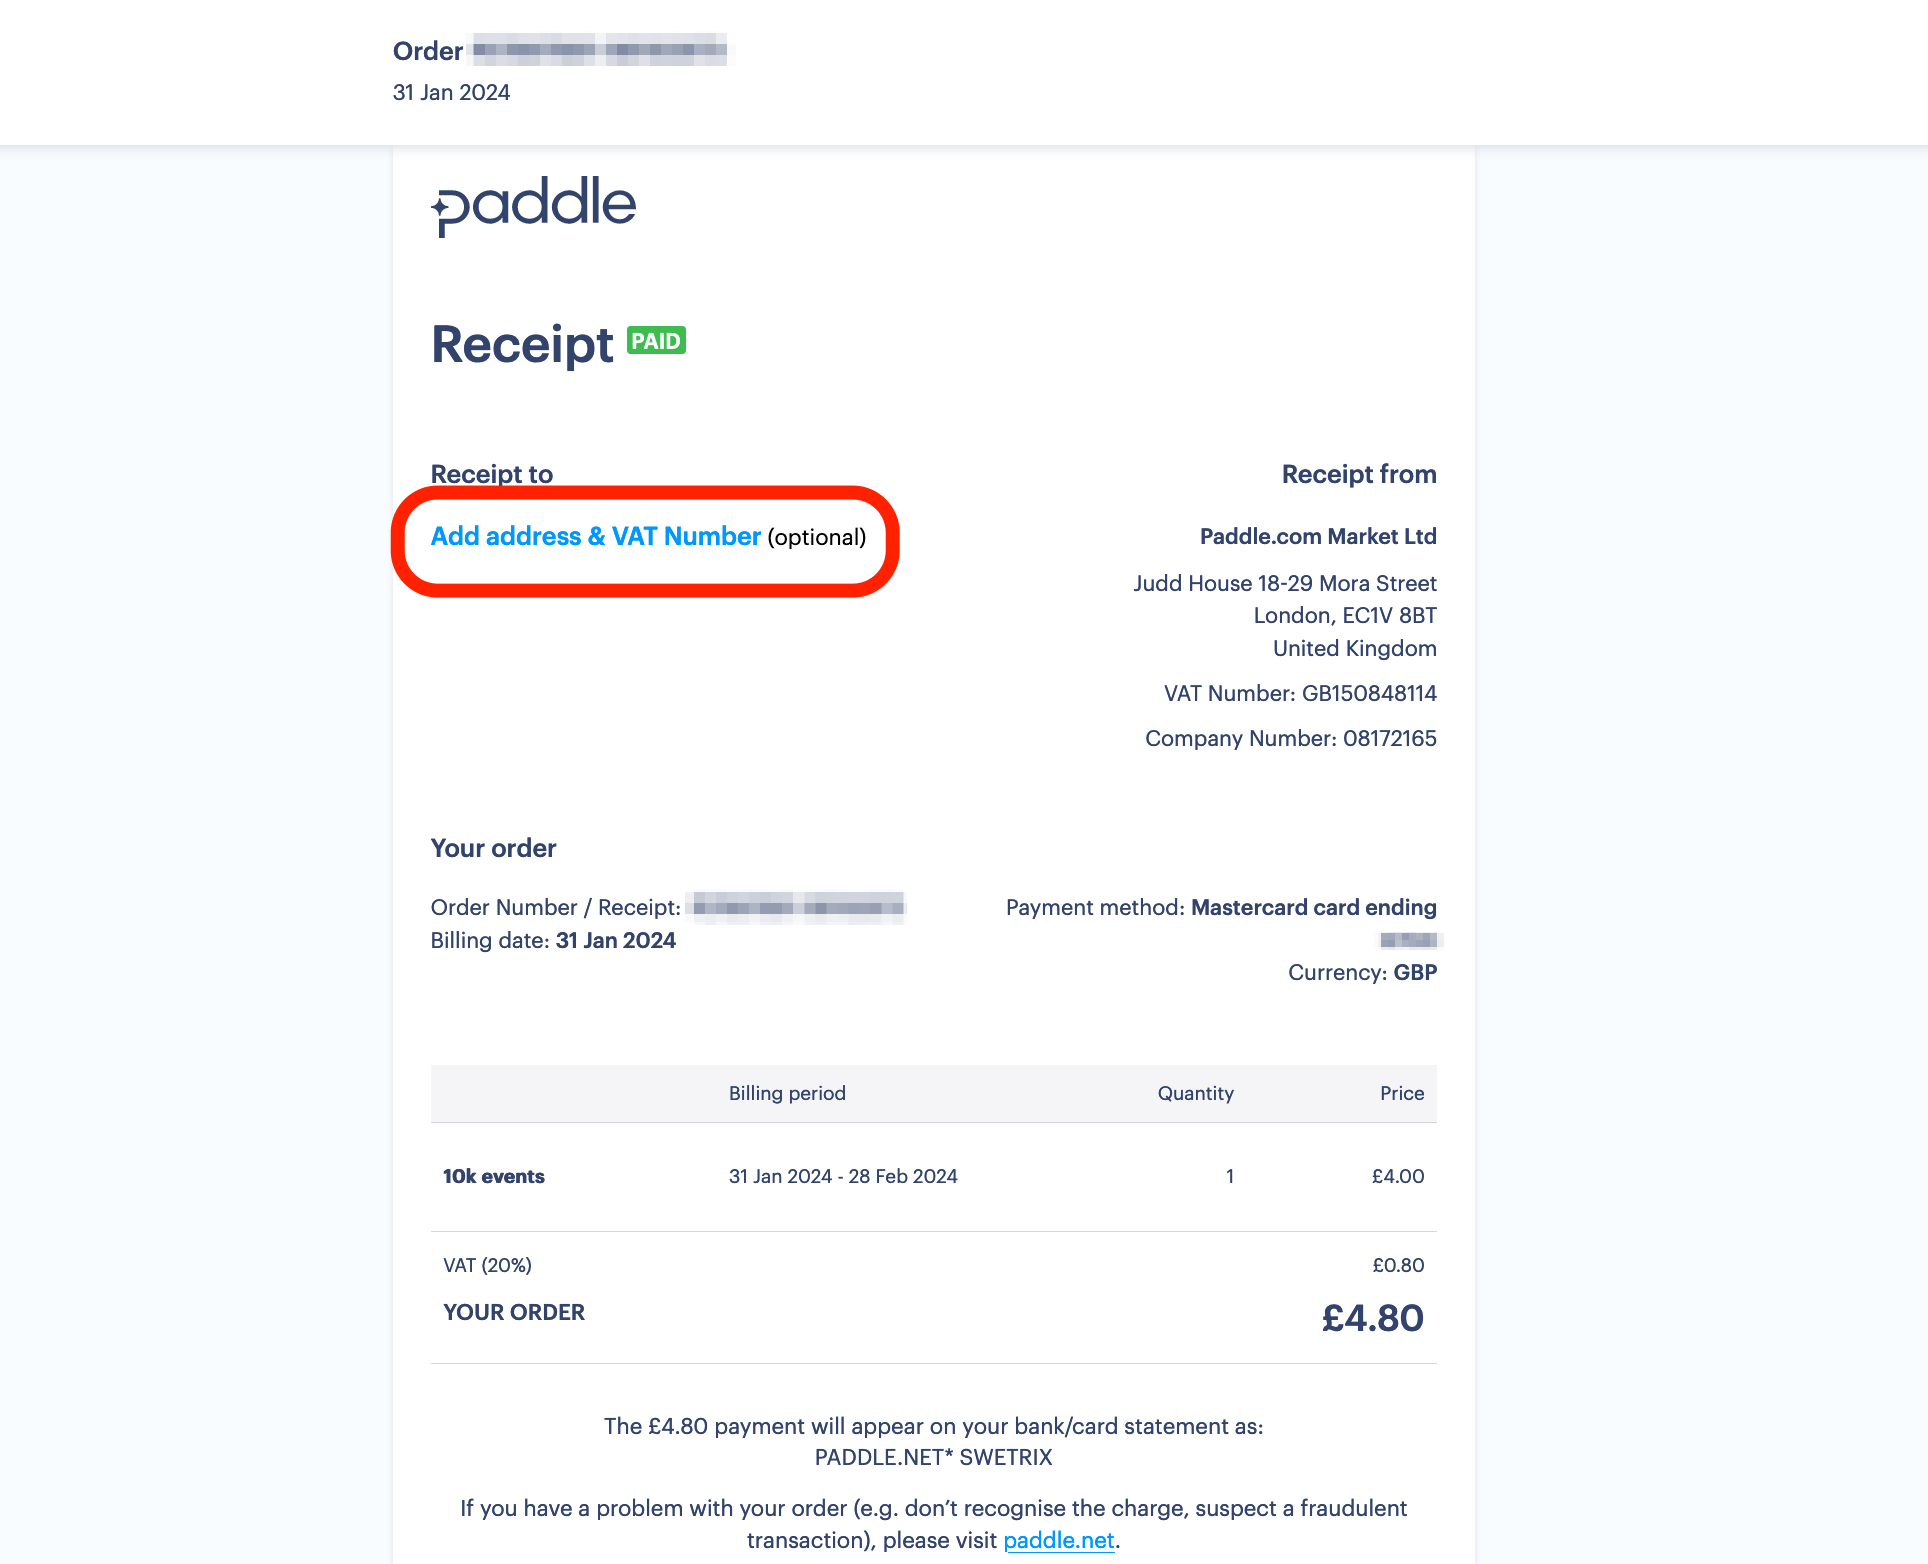 Order
31 Jan 2024
paddle
Receipt PAID
Receipt to
Add address & VAT Number (optional)
Receipt from
Paddle.com Market Ltd
Judd House 18-29 Mora Street
London, EC1V 8BT
United Kingdom
VAT Number: GB150848114
Company Number: 08172165
Your order
Order Number / Receipt:
Billing date: 31 Jan 2024
Payment method: Mastercard card ending
Currency: GBP
Billing period Quantity Price
10k events 31 Jan 2024 - 28 Feb 2024 1 £4.00
VAT (20%) £0.80
YOUR ORDER £4.80
The £4.80 payment will appear on your bank/card statement as:
PADDLE.NET* SWETRIX
If you have a problem with your order (e.g. don’t recognise the charge, suspect a fraudulent
transaction), please visit paddle.net.